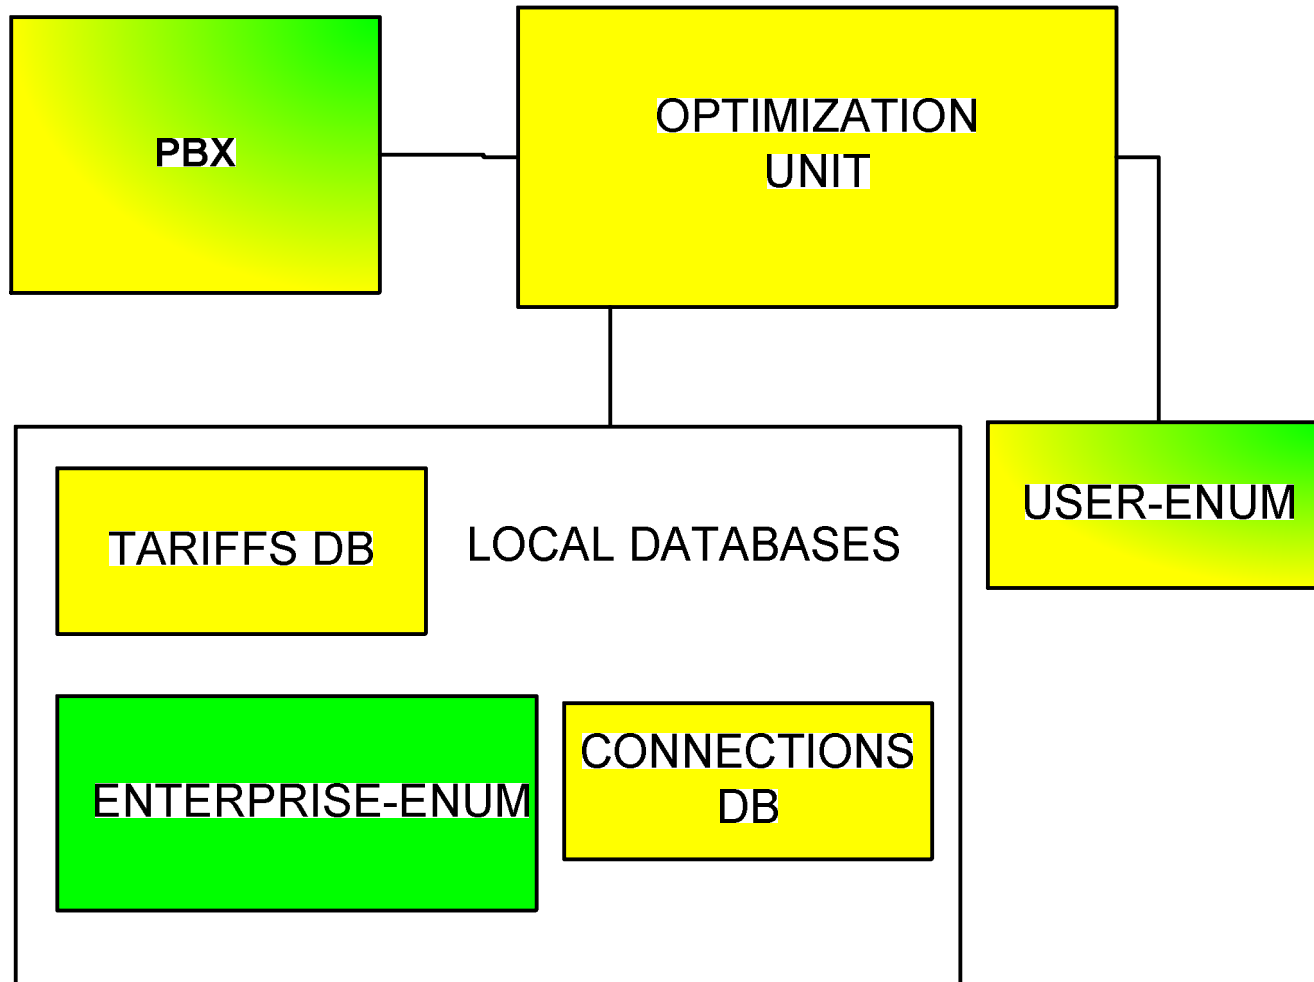 PBX
OPTIMIZATION
UNIT
TARIFFS DB
LOCAL DATABASES
USER-ENUM
ENTERPRISE-ENUM
CONNECTIONS
DB